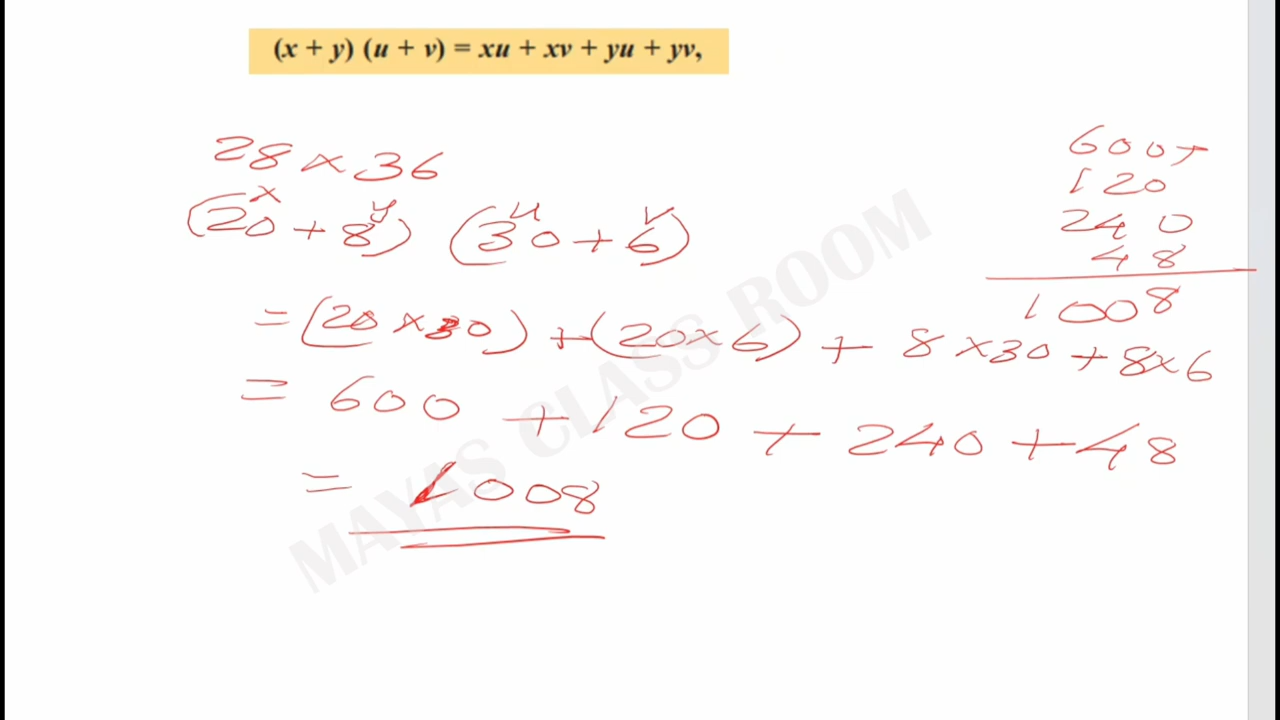 (x + y) (u + v) = xu + xv + yu + yv,
28 × 36
x y u v
(20 + 8) (30 + 6)
= (20 × 30) + (20 × 6) + 8 × 30 + 8 × 6
= 600 + 120 + 240 + 48
= 1008
600 +
120
240
48
1008
MAYAS CLASS ROOM